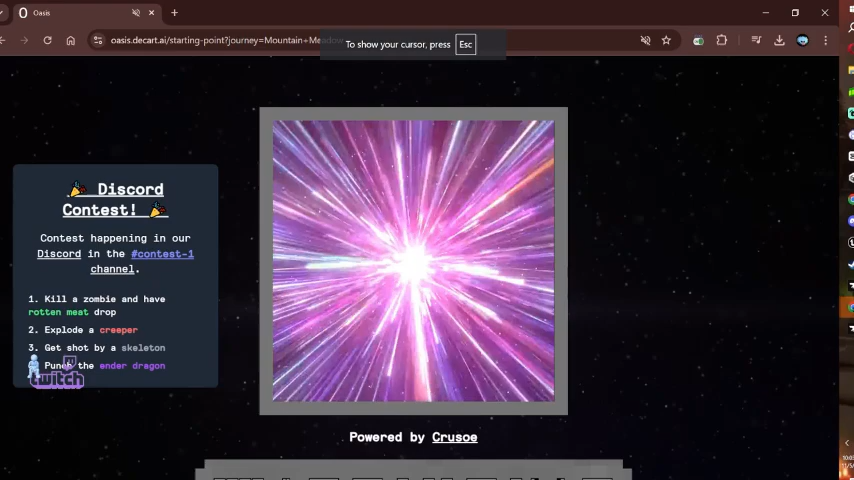 Oasis
oasis.decart.ai/starting-point?journey=Mountain+Meadow
To show your cursor, press Esc
Discord
Contest!
Contest happening in our
Discord in the #contest-1
channel.
1. Kill a zombie and have
rotten meat drop
2. Explode a creeper
3. Get shot by a skeleton
Punch the ender dragon
twitch
Powered by Crusoe